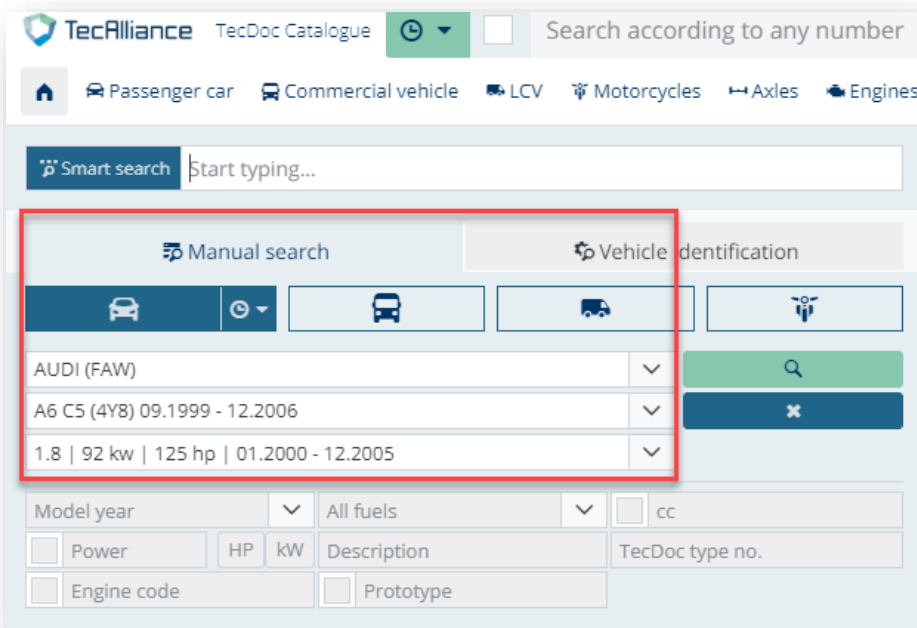 TecAlliance TecDoc Catalogue Search according to any number
Passenger car Commercial vehicle LCV Motorcycles Axles Engines
Smart search Start typing...
Manual search Vehicle identification
AUDI (FAW)
A6 C5 (4Y8) 09.1999 - 12.2006
1.8 | 92 kw | 125 hp | 01.2000 - 12.2005
Model year All fuels cc
Power HP kW Description TecDoc type no.
Engine code Prototype